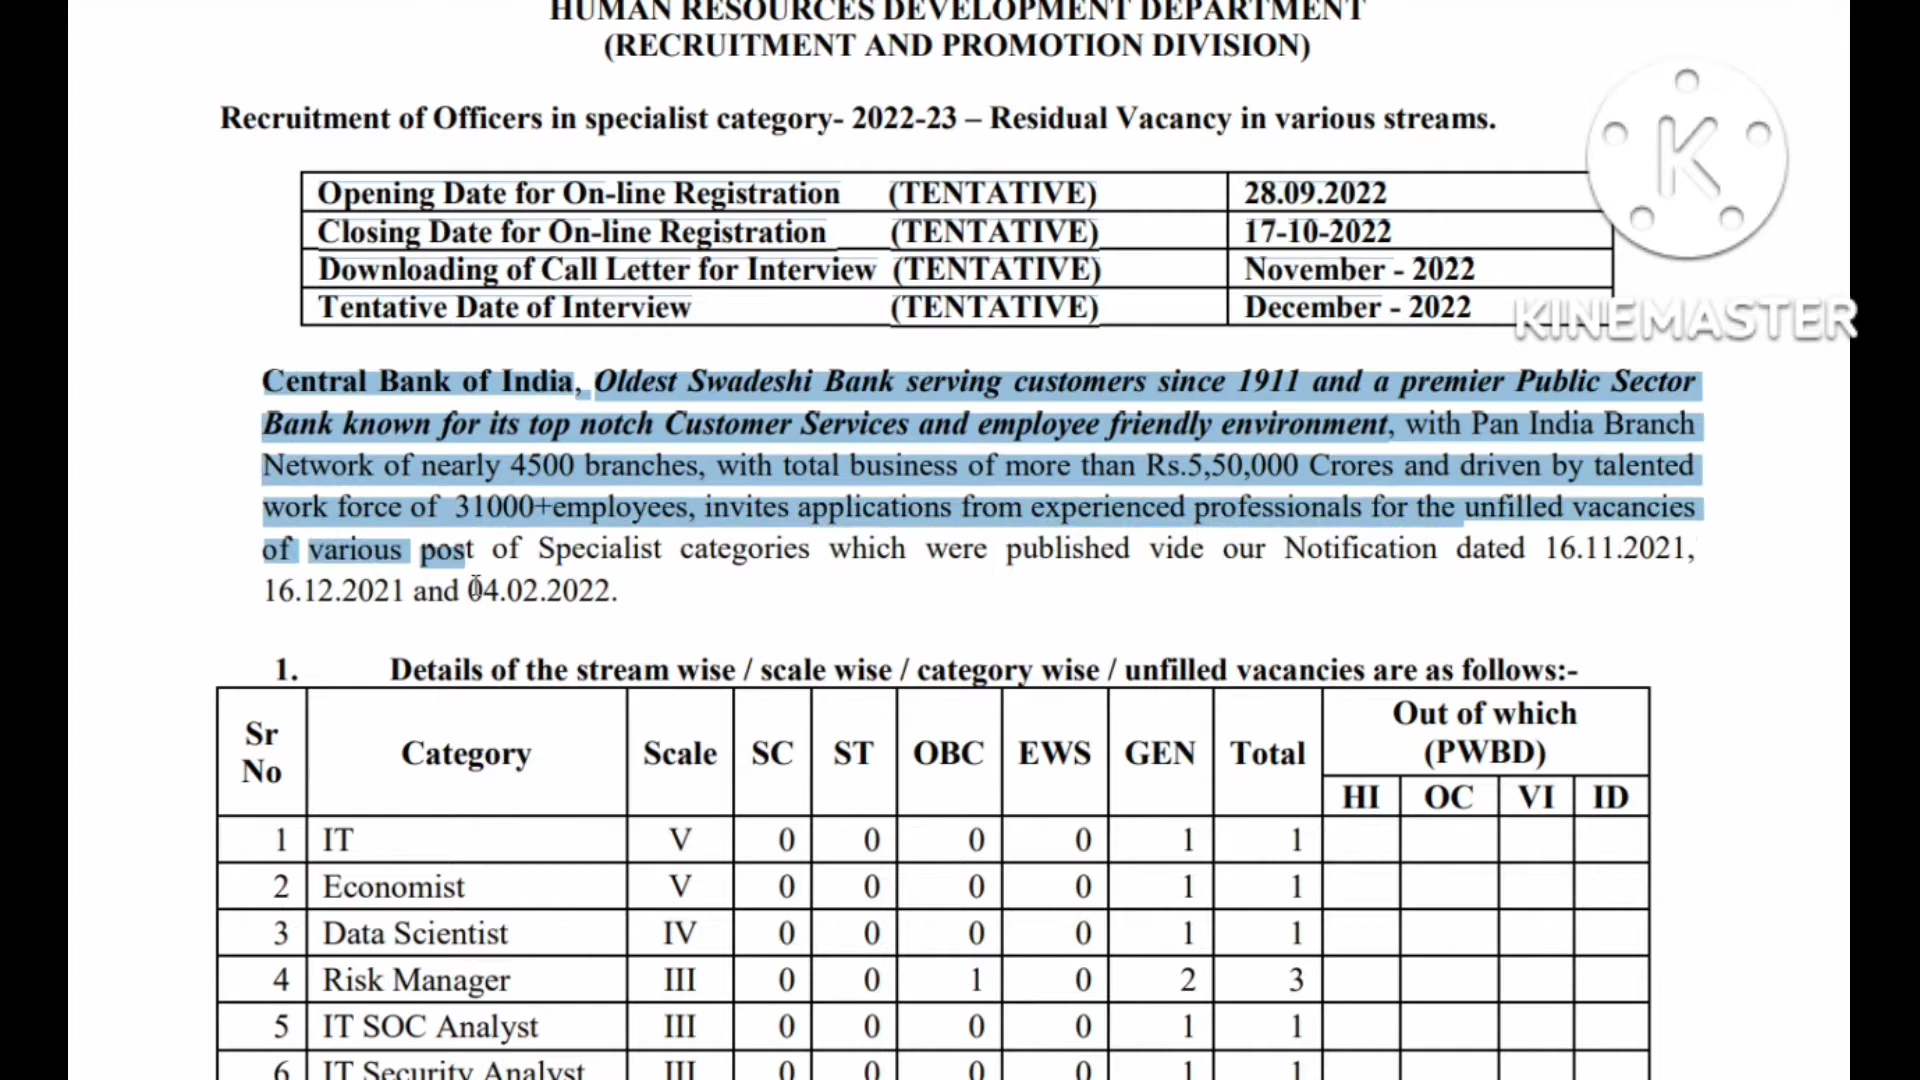 HUMAN RESOURCES DEVELOPMENT DEPARTMENT
(RECRUITMENT AND PROMOTION DIVISION)
Recruitment of Officers in specialist category- 2022-23 – Residual Vacancy in various streams.
Opening Date for On-line Registration (TENTATIVE) 28.09.2022
Closing Date for On-line Registration (TENTATIVE) 17-10-2022
Downloading of Call Letter for Interview (TENTATIVE) November - 2022
Tentative Date of Interview (TENTATIVE) December - 2022
K
KINEMASTER
Central Bank of India, Oldest Swadeshi Bank serving customers since 1911 and a premier Public Sector
Bank known for its top notch Customer Services and employee friendly environment, with Pan India Branch
Network of nearly 4500 branches, with total business of more than Rs.5,50,000 Crores and driven by talented
work force of 31000+employees, invites applications from experienced professionals for the unfilled vacancies
of various post of Specialist categories which were published vide our Notification dated 16.11.2021,
16.12.2021 and 04.02.2022.
1. Details of the stream wise / scale wise / category wise / unfilled vacancies are as follows:-
Sr No Category Scale SC ST OBC EWS GEN Total Out of which (PWBD)
HI OC VI ID
1 IT V 0 0 0 0 1 1
2 Economist V 0 0 0 0 1 1
3 Data Scientist IV 0 0 0 0 1 1
4 Risk Manager III 0 0 1 0 2 3
5 IT SOC Analyst III 0 0 0 0 1 1
6 IT Security Analyst III 0 0 0 0 1 1